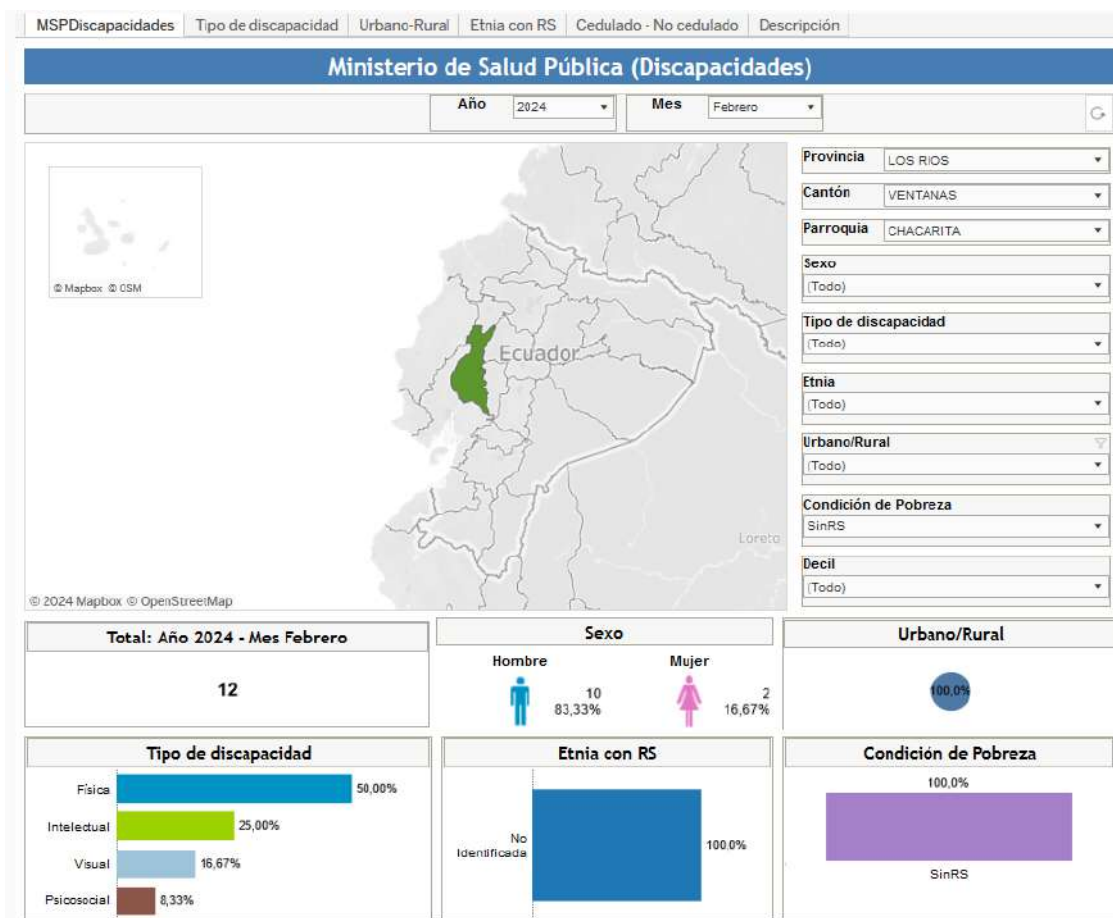 MSPDiscapacidades Tipo de discapacidad Urbano-Rural Etnia con RS Cedulado - No cedulado Descripción
Ministerio de Salud Pública (Discapacidades)
Año 2024 Mes Febrero
© Mapbox © OSM
Ecuador
Loreto
© 2024 Mapbox © OpenStreetMap
Provincia LOS RIOS
Cantón VENTANAS
Parroquia CHACARITA
Sexo
(Todo)
Tipo de discapacidad
(Todo)
Etnia
(Todo)
Urbano/Rural
(Todo)
Condición de Pobreza
SinRS
Decil
(Todo)
Total: Año 2024 - Mes Febrero
12
Sexo
Hombre Mujer
10 2
83,33% 16,67%
Urbano/Rural
100,0%
Tipo de discapacidad
Física 50,00%
Intelectual 25,00%
Visual 16,67%
Psicosocial 8,33%
Etnia con RS
No
Identificada
100,0%
Condición de Pobreza
100,0%
SinRS